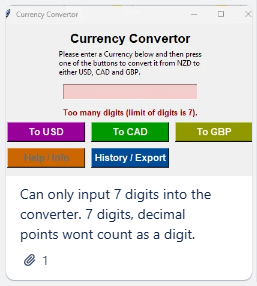 Currency Convertor
Currency Convertor
Please enter a Currency below and then press
one of the buttons to convert it from NZD to
either USD, CAD and GBP.
Too many digits (limit of digits is 7).
To USD To CAD To GBP
Help / Info History / Export
Can only input 7 digits into the
converter. 7 digits, decimal
points wont count as a digit.
1